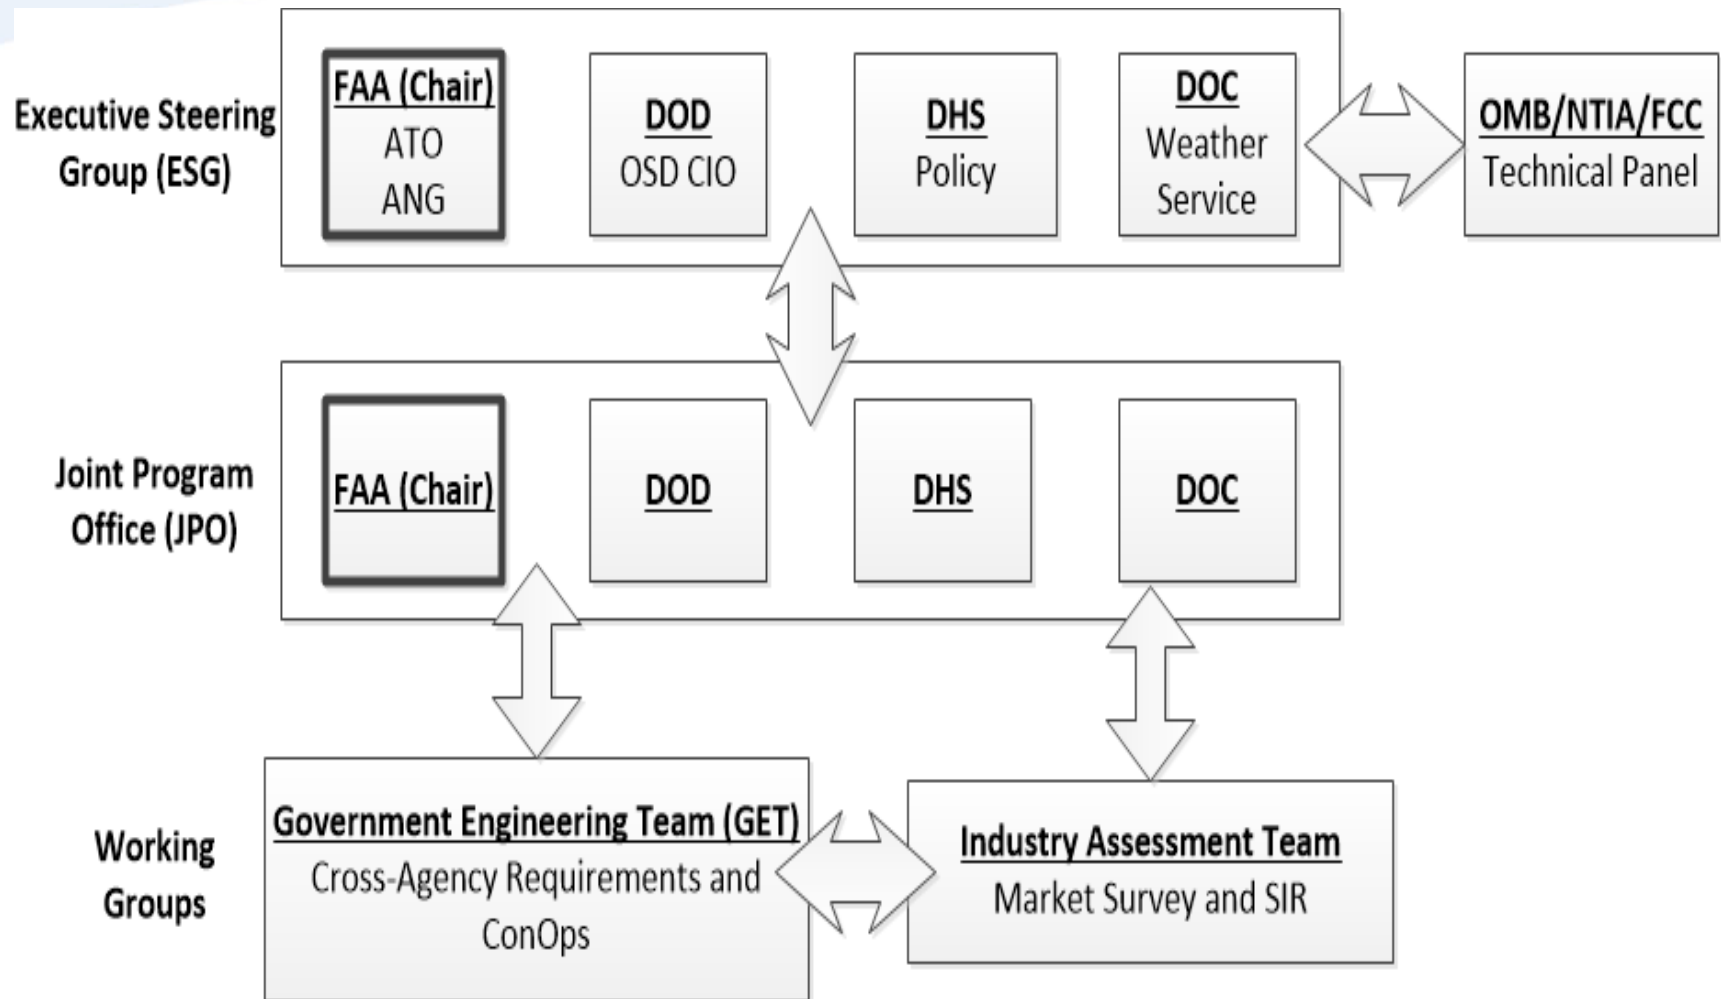 Executive Steering
Group (ESG)
FAA (Chair)
ATO
ANG
DOD
OSD CIO
DHS
Policy
DOC
Weather
Service
OMB/NTIA/FCC
Technical Panel
Joint Program
Office (JPO)
FAA (Chair)
DOD
DHS
DOC
Working
Groups
Government Engineering Team (GET)
Cross-Agency Requirements and
ConOps
Industry Assessment Team
Market Survey and SIR